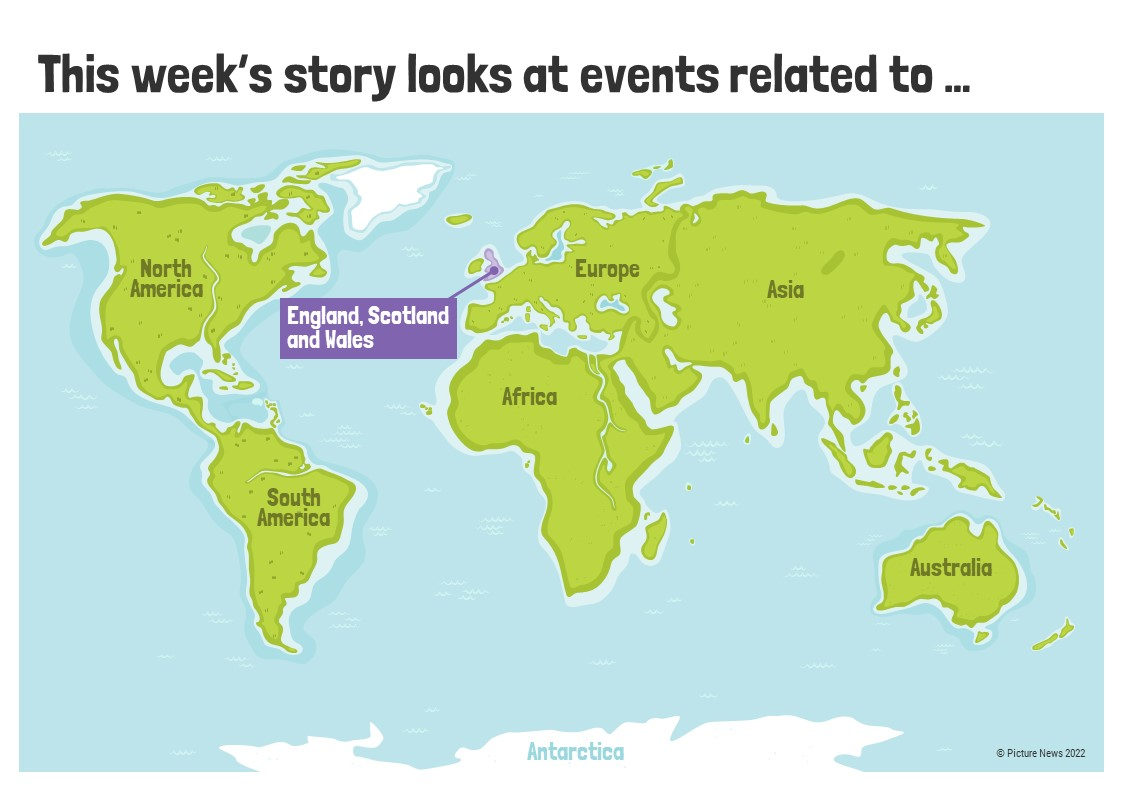 This week’s story looks at events related to ...
North
America
Europe
Asia
England, Scotland
and Wales
Africa
South
America
Australia
Antarctica
© Picture News 2022